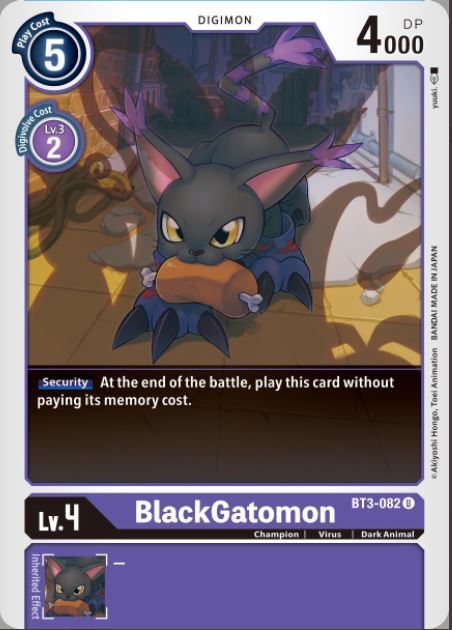 DIGIMON
Play Cost
5
DP
4000
Digivolve Cost
Lv.3
2
yuuki.
©Akiyoshi Hongo, Toei Animation BANDAI MADE IN JAPAN
Security At the end of the battle, play this card without
paying its memory cost.
BT3-082 U
Lv.4 BlackGatomon
Champion | Virus | Dark Animal
Inherited Effect
—